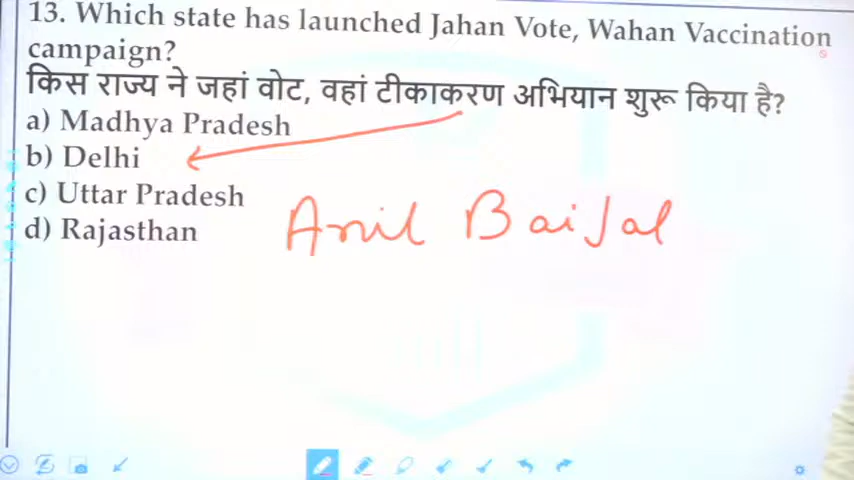 13. Which state has launched Jahan Vote, Wahan Vaccination
campaign?
किस राज्य ने जहां वोट, वहां टीकाकरण अभियान शुरू किया है?
a) Madhya Pradesh
b) Delhi
c) Uttar Pradesh
d) Rajasthan
Anil Baijal